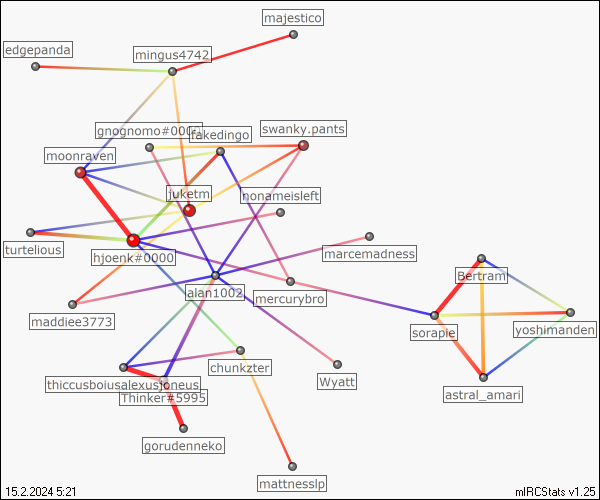 majestico
edgepanda
mingus4742
gnognomo#000
fakedingo
swanky.pants
moonraven
juketm
nonameisleft
turtelious
hjoenk#0000
marcemadness
Bertram
alan1002
mercurybro
maddiee3773
sorapie
yoshimanden
chunkzter
thiccusboiusalexusjoneus
Wyatt
astral_amari
Thinker#5995
gorudenneko
mattnesslp
15.2.2024 5:21
mIRCStats v1.25